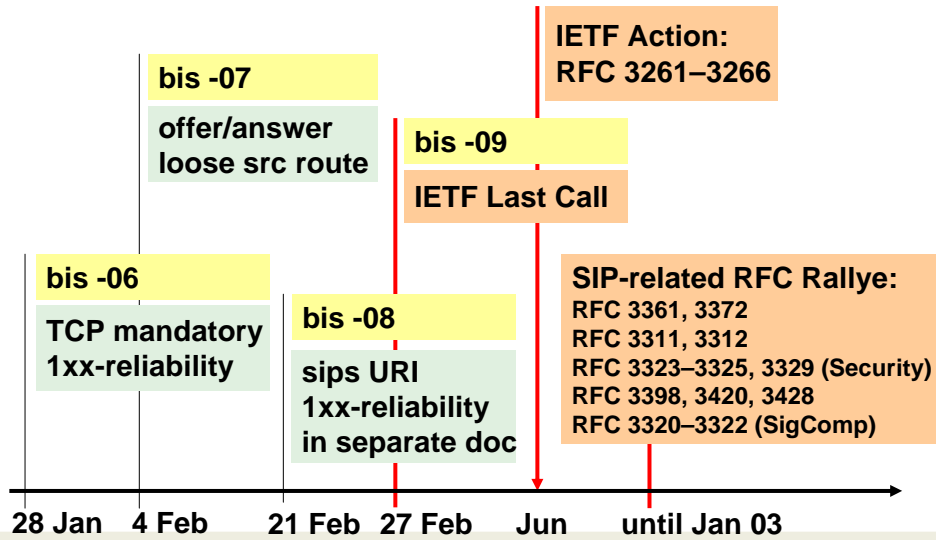 IETF Action:
RFC 3261–3266
bis -07
offer/answer
loose src route
bis -09
IETF Last Call
bis -06
TCP mandatory
1xx-reliability
bis -08
sips URI
1xx-reliability
in separate doc
SIP-related RFC Rallye:
RFC 3361, 3372
RFC 3311, 3312
RFC 3323–3325, 3329 (Security)
RFC 3398, 3420, 3428
RFC 3320–3322 (SigComp)
28 Jan 4 Feb 21 Feb 27 Feb Jun until Jan 03